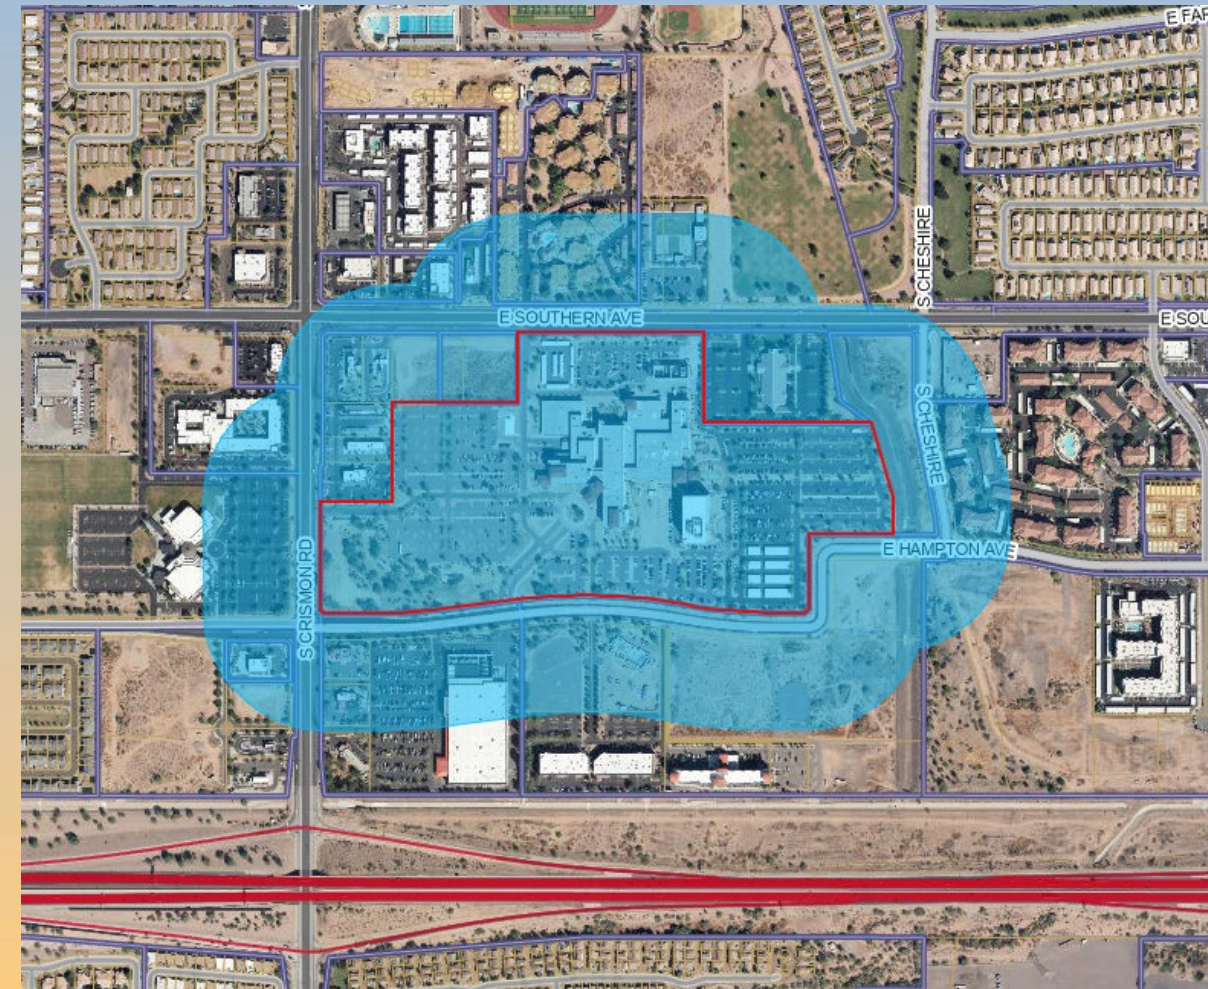 E FAR
S CHESHIRE
E SOUTHERN AVE
E SOU
S CHESHIRE
E HAMPTON AVE
S CRISMON RD